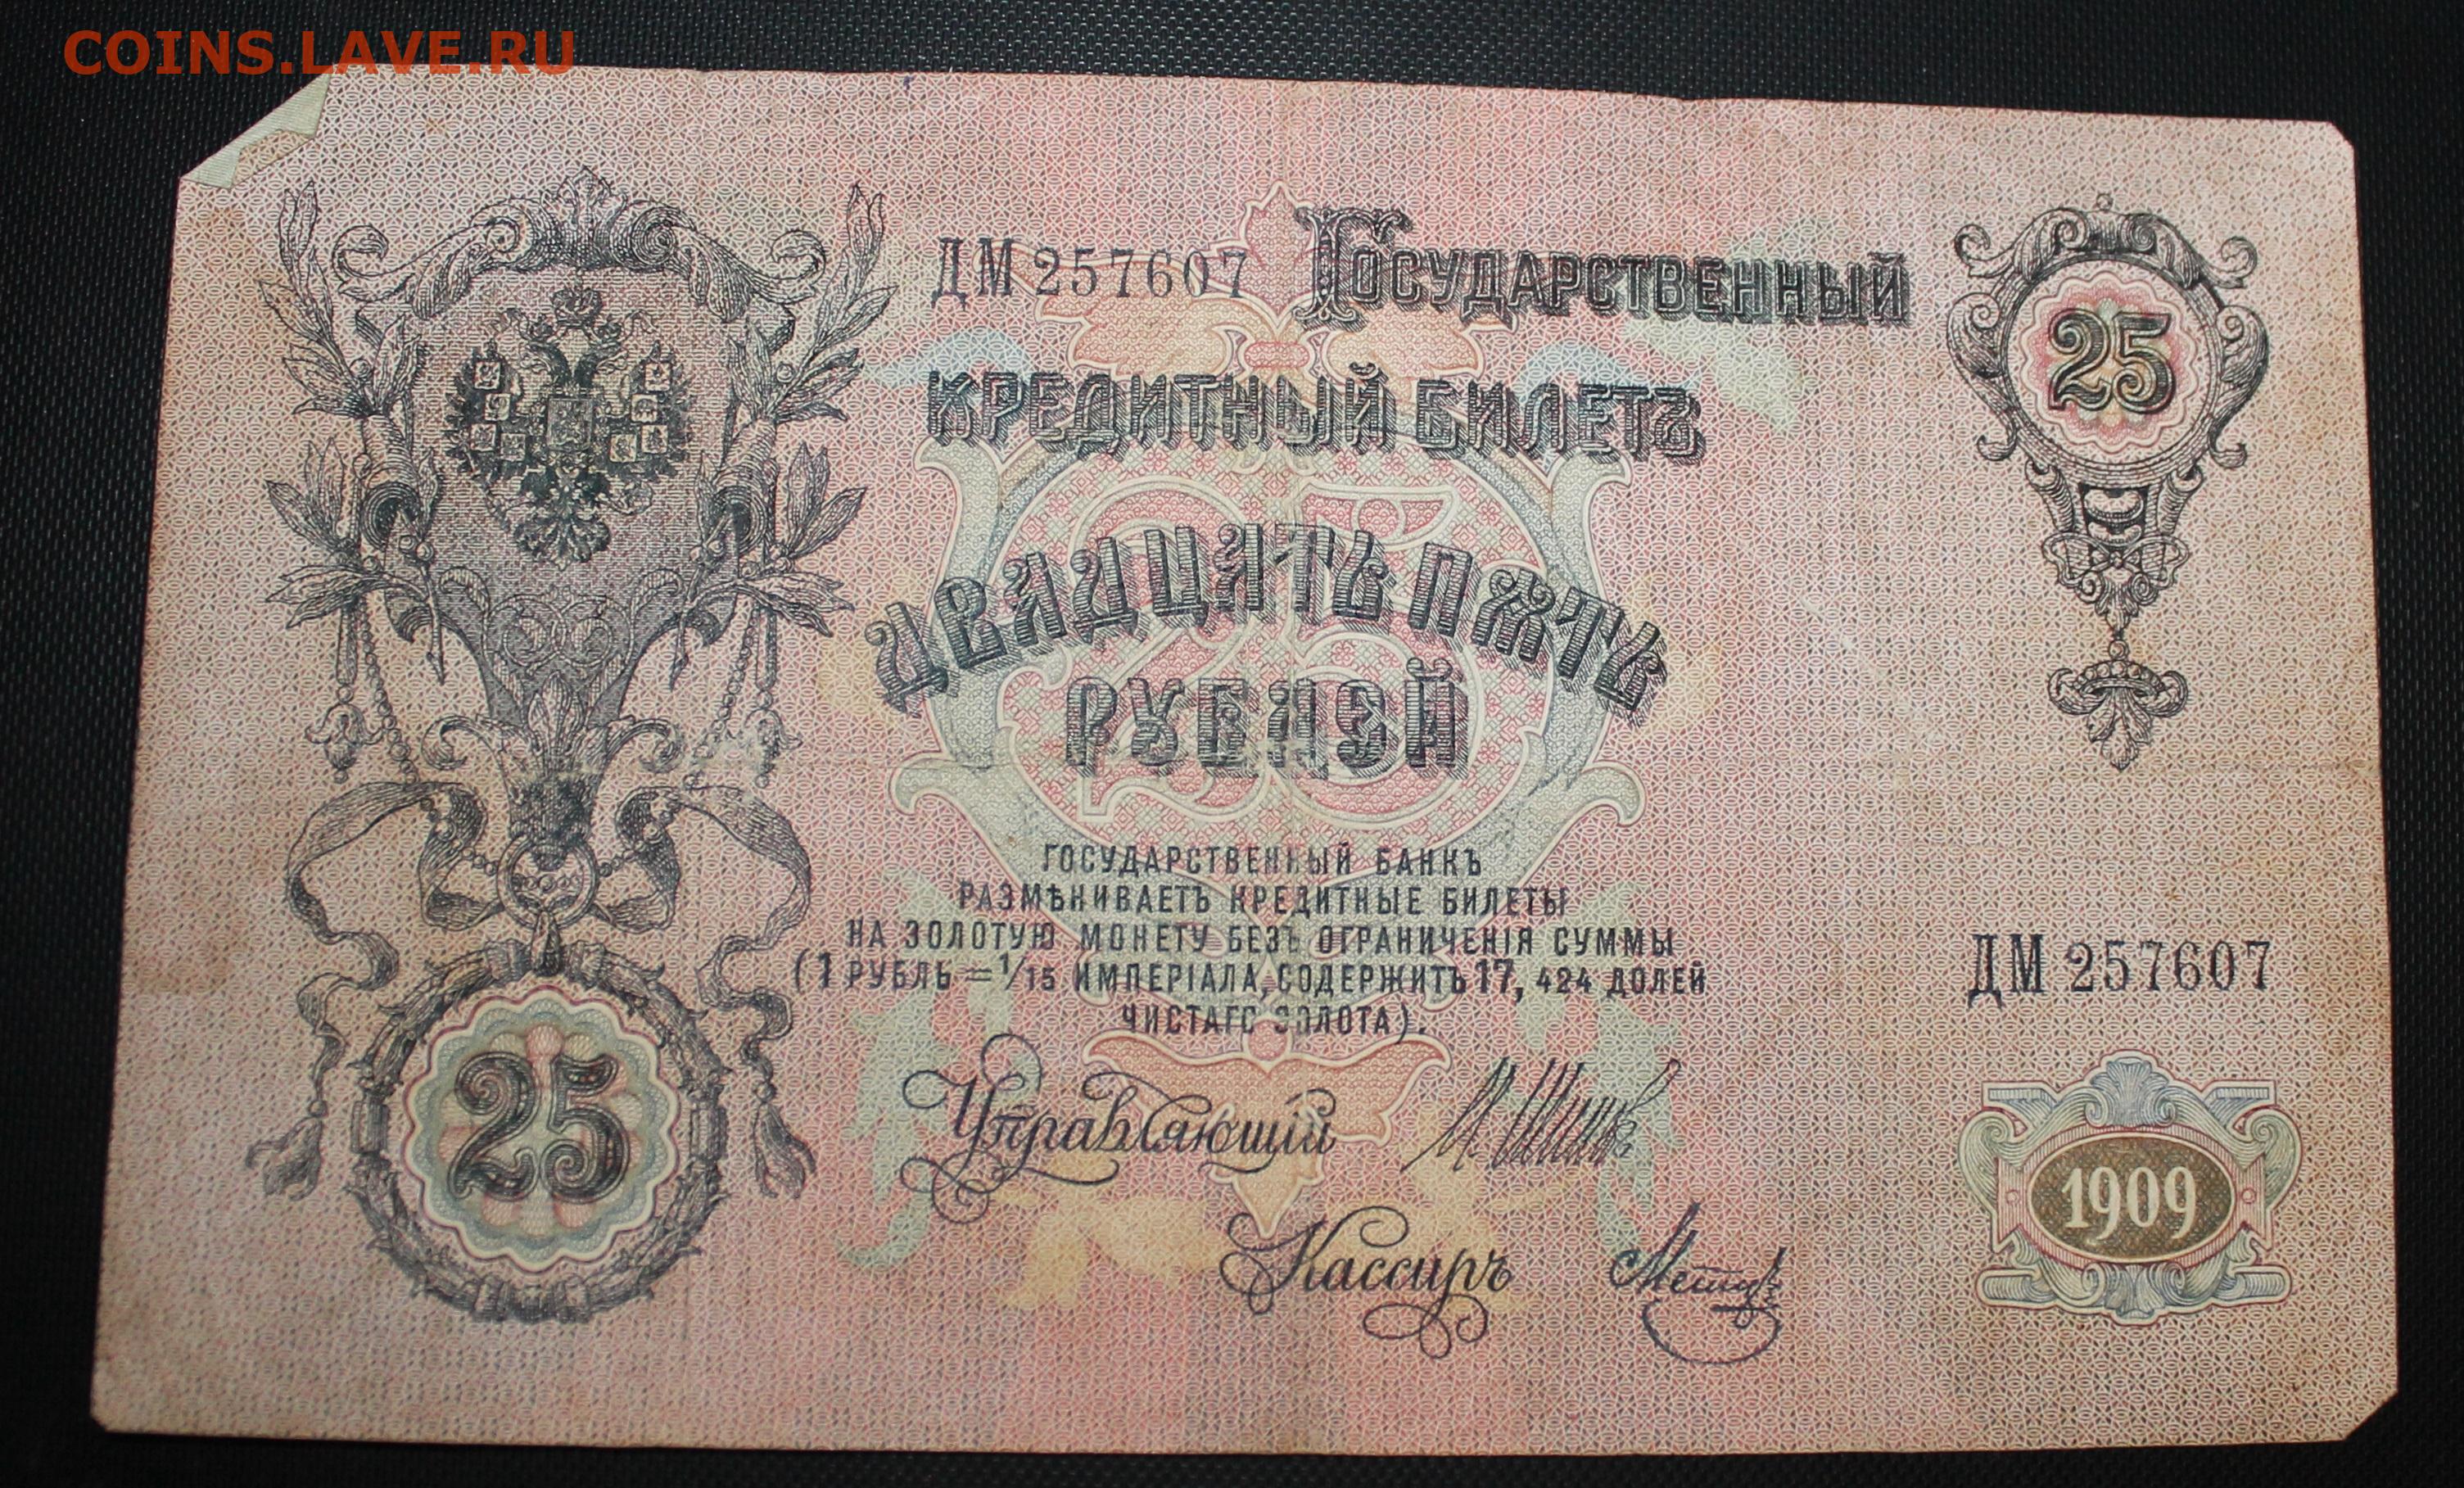 COINS.LAVE.RU
ДМ 257607 Государственный
25
КРЕДИТНЫЙ БИЛЕТЪ
ДВАДЦАТЬ ПЯТЬ
РУБЛЕЙ
25
ГОСУДАРСТВЕННЫЙ БАНКЪ
РАЗМѢНИВАЕТЪ КРЕДИТНЫЕ БИЛЕТЫ
НА ЗОЛОТУЮ МОНЕТУ БЕЗЪ ОГРАНИЧЕНІЯ СУММЫ
(1 РУБЛЬ = 1/15 ИМПЕРІАЛА, СОДЕРЖИТЪ 17, 424 ДОЛЕЙ
ЧИСТАГО ЗОЛОТА).
ДМ 257607
25
Управляющій
1909
Кассиръ